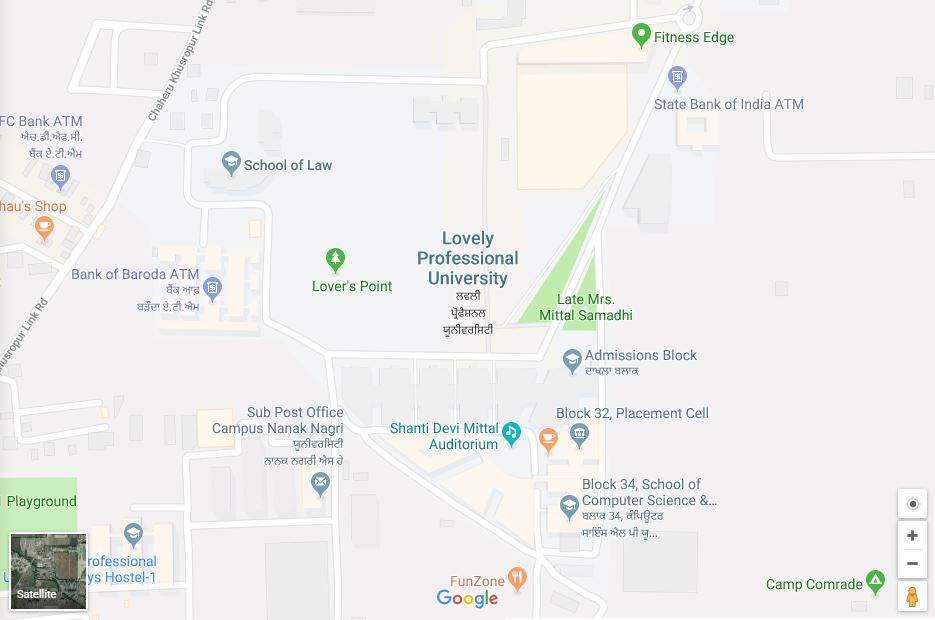 Fitness Edge
Chaheru Khusropur Link Rd
State Bank of India ATM
FC Bank ATM
ਐਚ.ਡੀ.ਐਫ਼.ਸੀ.
ਬੈਂਕ ਏ.ਟੀ.ਐਮ
School of Law
hau's Shop
Lovely
Professional
University
ਲਵਲੀ
ਪ੍ਰੋਫੈਸ਼ਨਲ
ਯੂਨੀਵਰਸਿਟੀ
Bank of Baroda ATM
ਬੈਂਕ ਆਫ਼
ਬੜੌਦਾ ਏ.ਟੀ.ਐਮ
Lover's Point
Late Mrs.
Mittal Samadhi
husropur Link Rd
Admissions Block
ਦਾਖਲਾ ਬਲਾਕ
Sub Post Office
Campus Nanak Nagri
ਯੂਨੀਵਰਸਿਟੀ
ਨਾਨਕ ਨਗਰੀ ਐਸ ਹੇ
Shanti Devi Mittal
Auditorium
Block 32, Placement Cell
Block 34, School of
Computer Science &...
ਬਲਾਕ 34, ਕੰਪਿਊਟਰ
ਸਾਇੰਸ ਐਲ ਪੀ ਯੂ...
Playground
rofessional
ys Hostel-1
Satellite
FunZone
Google
Camp Comrade